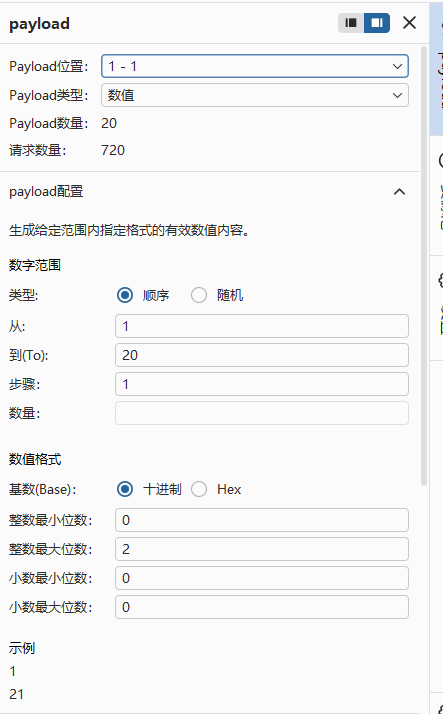 payload
Payload位置： 1 - 1
Payload类型： 数值
Payload数量： 20
请求数量： 720
payload配置
生成给定范围内指定格式的有效数值内容。
数字范围
类型: 顺序 随机
从: 1
到(To): 20
步骤: 1
数量:
数值格式
基数(Base): 十进制 Hex
整数最小位数: 0
整数最大位数: 2
小数最小位数: 0
小数最大位数: 0
示例
1
21